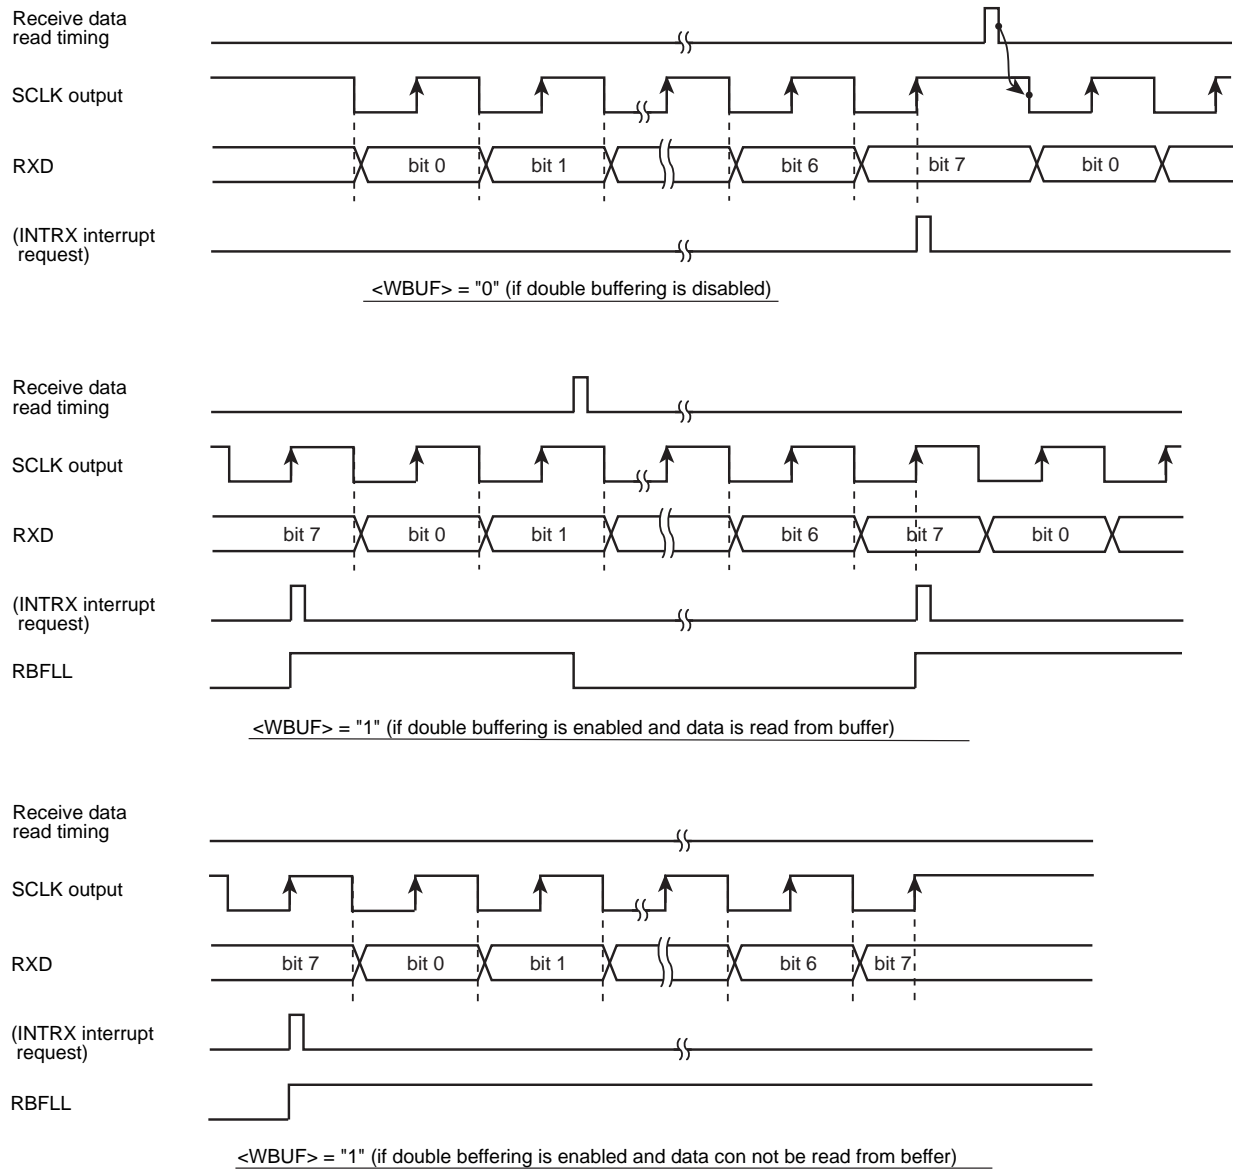 Receive data
read timing
SCLK output
RXD
bit 0 bit 1 bit 6 bit 7 bit 0
(INTRX interrupt
request)
<WBUF> = "0" (if double buffering is disabled)
Receive data
read timing
SCLK output
RXD
bit 7 bit 0 bit 1 bit 6 bit 7 bit 0
(INTRX interrupt
request)
RBFLL
<WBUF> = "1" (if double buffering is enabled and data is read from buffer)
Receive data
read timing
SCLK output
RXD
bit 7 bit 0 bit 1 bit 6 bit 7
(INTRX interrupt
request)
RBFLL
<WBUF> = "1" (if double beffering is enabled and data con not be read from beffer)